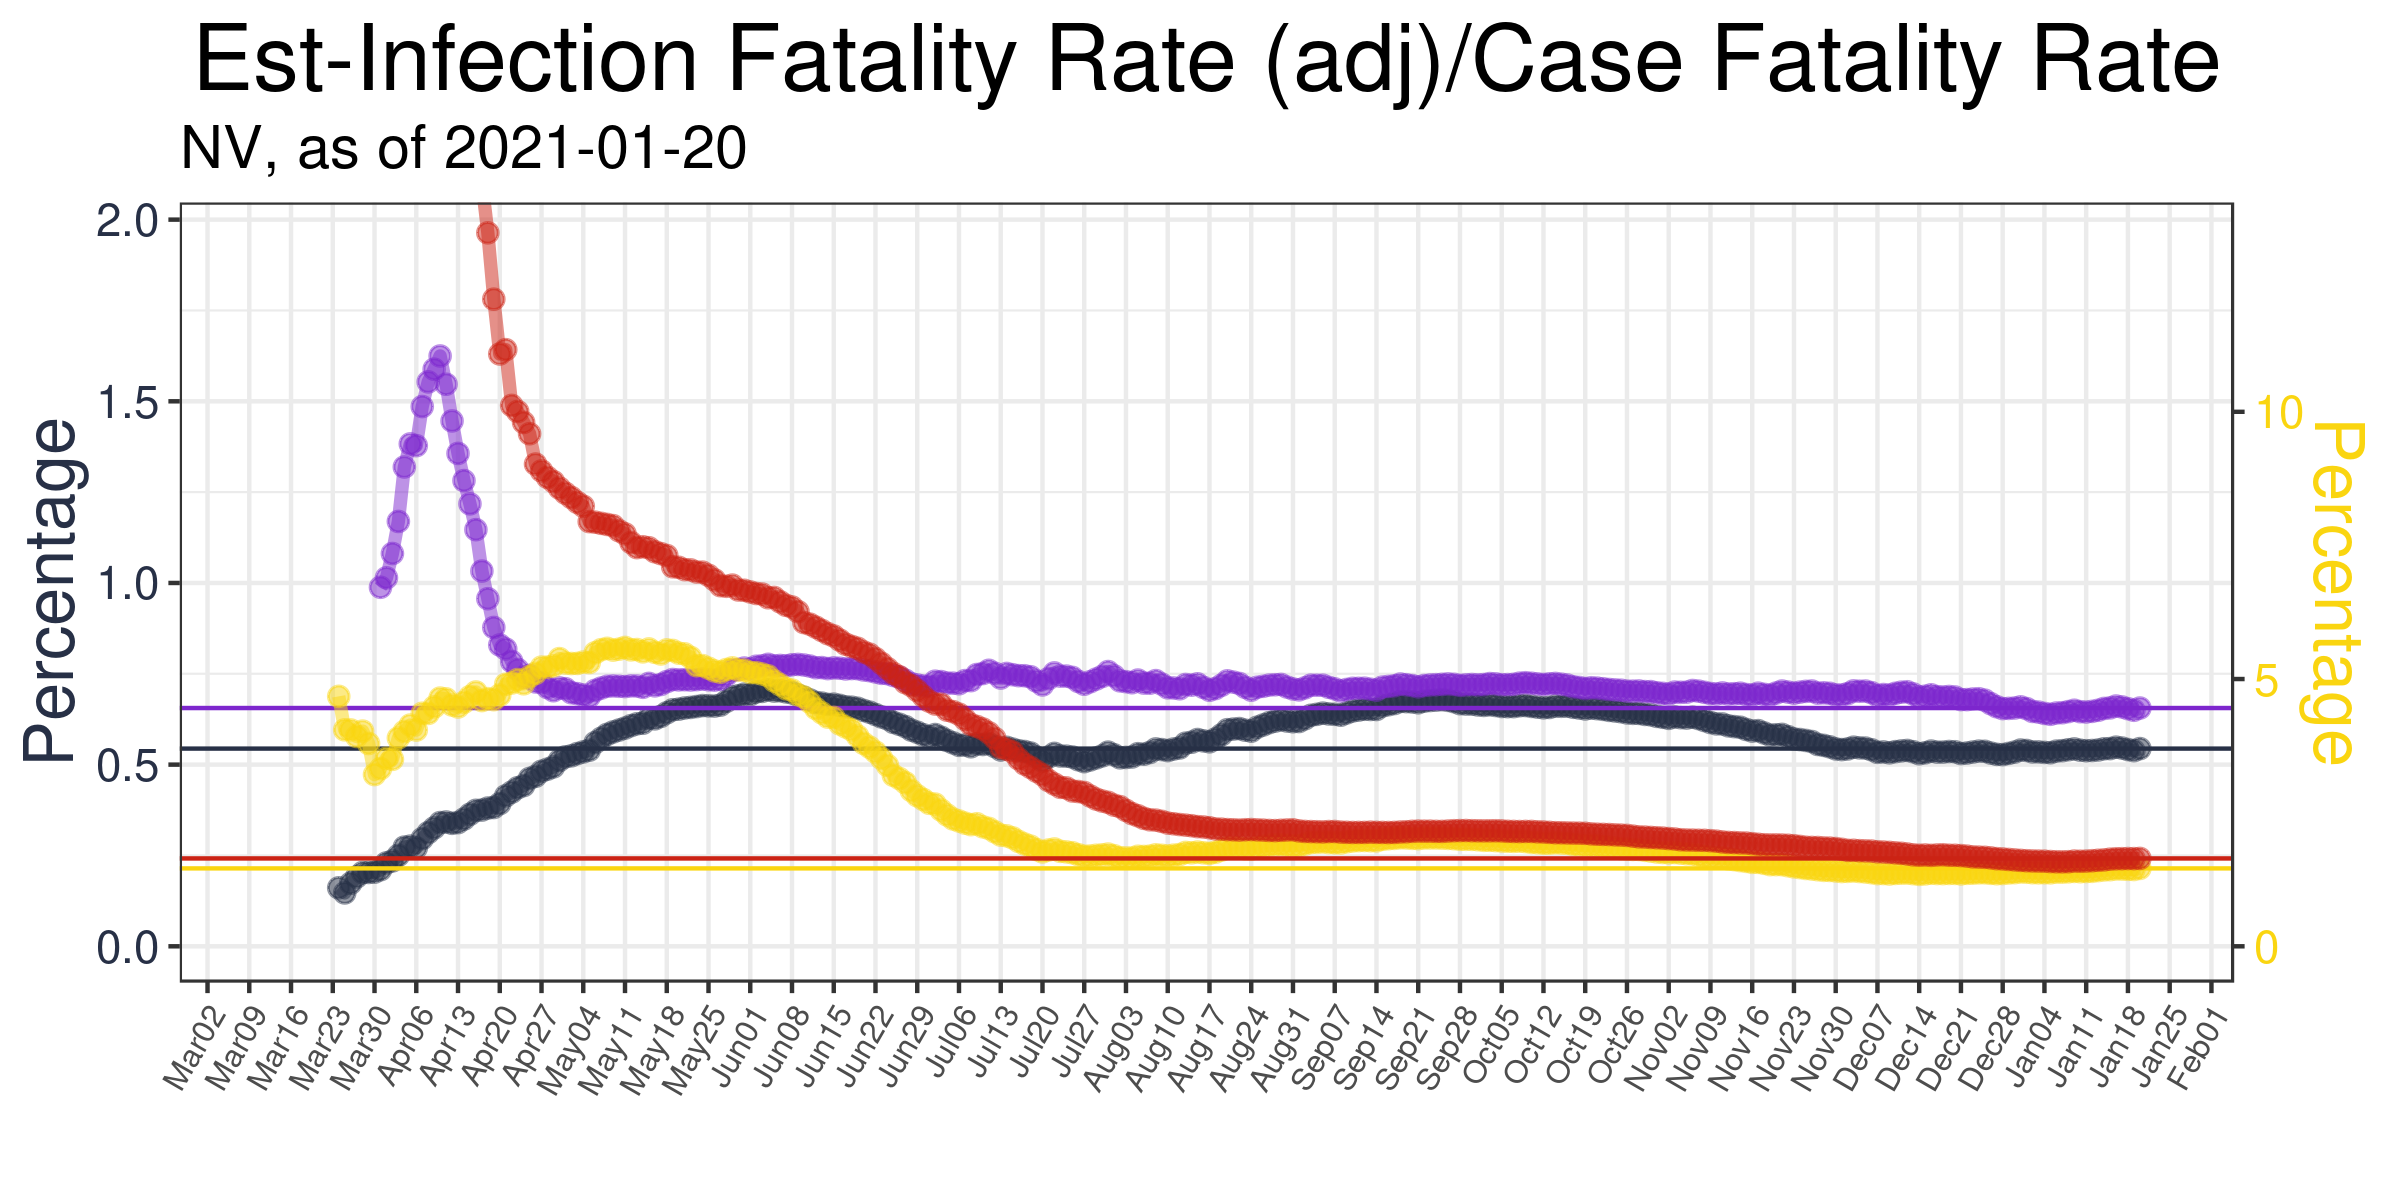 Est-Infection Fatality Rate (adj)/Case Fatality Rate
NV, as of 2021-01-20
Percentage
2.0
1.5
1.0
0.5
0.0
10
5
0
Percentage
Mar02 Mar09 Mar16 Mar23 Mar30 Apr06 Apr13 Apr20 Apr27 May04 May11 May18 May25 Jun01 Jun08 Jun15 Jun22 Jun29 Jul06 Jul13 Jul20 Jul27 Aug03 Aug10 Aug17 Aug24 Aug31 Sep07 Sep14 Sep21 Sep28 Oct05 Oct12 Oct19 Oct26 Nov02 Nov09 Nov16 Nov23 Nov30 Dec07 Dec14 Dec21 Dec28 Jan04 Jan11 Jan18 Jan25 Feb01